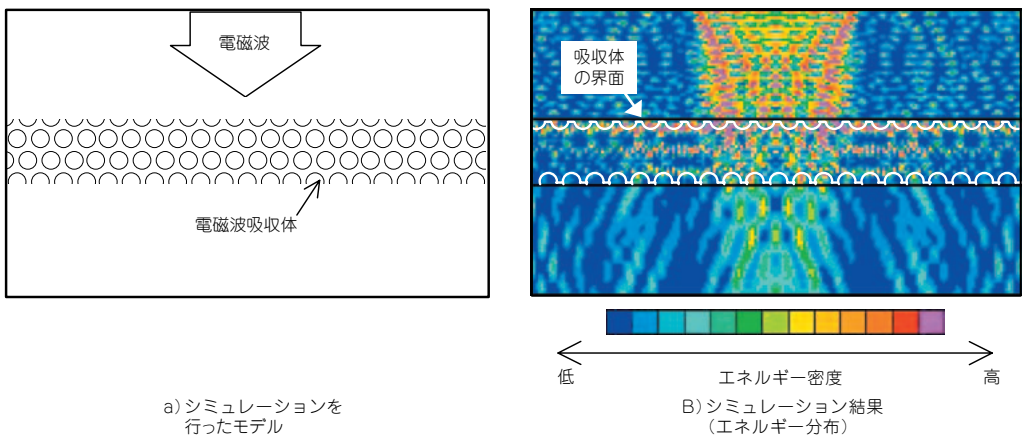 電磁波
電磁波吸収体
a)シミュレーションを
行ったモデル
吸収体
の界面
低
エネルギー密度
高
B)シミュレーション結果
(エネルギー分布)